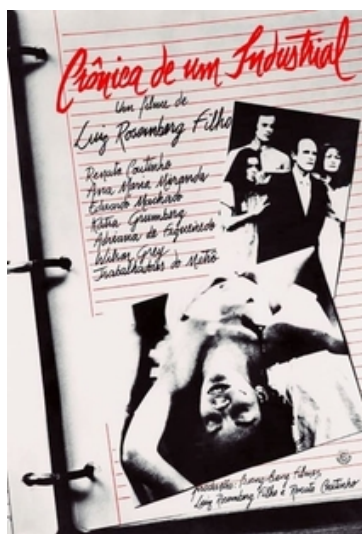 Crônica de um Industrial
Um filme de
Luiz Rosemberg Filho
Renato Coutinho
Ana Maria Miranda
Eduardo Machado
Kátia Grumberg
Adriana de Figueiredo
Wilson Grey
Trabalhadores do Metrô
produção: Bang-Bang Filmes
Luiz Rosemberg Filho e Renato Coutinho